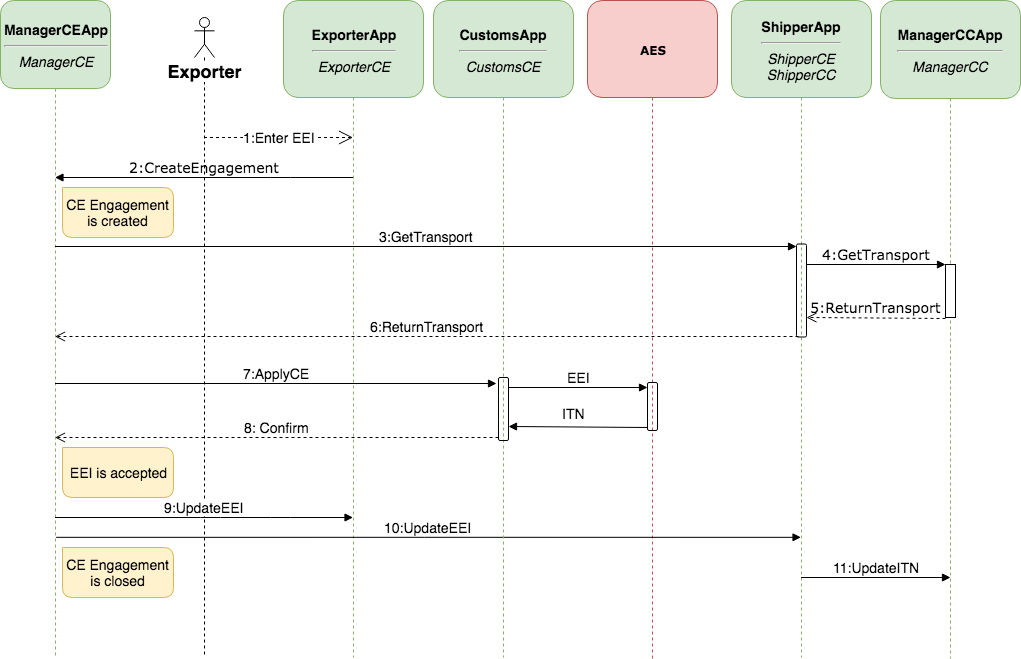 ManagerCEApp
ManagerCE
Exporter
ExporterApp
ExporterCE
CustomsApp
CustomsCE
AES
ShipperApp
ShipperCE
ShipperCC
ManagerCCApp
ManagerCC
1:Enter EEI
2:CreateEngagement
CE Engagement
is created
3:GetTransport
4:GetTransport
5:ReturnTransport
6:ReturnTransport
7:ApplyCE
EEI
ITN
8: Confirm
EEI is accepted
9:UpdateEEI
10:UpdateEEI
CE Engagement
is closed
11:UpdateITN